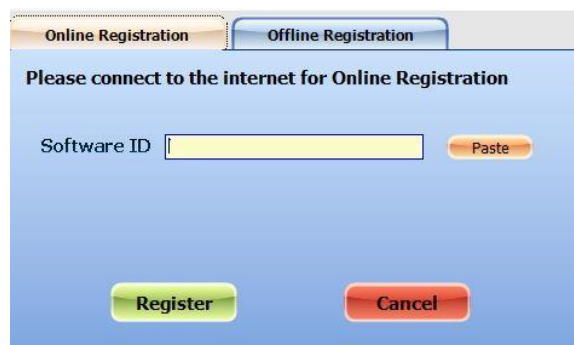 Online Registration Offline Registration
Please connect to the internet for Online Registration
Software ID Paste
Register Cancel